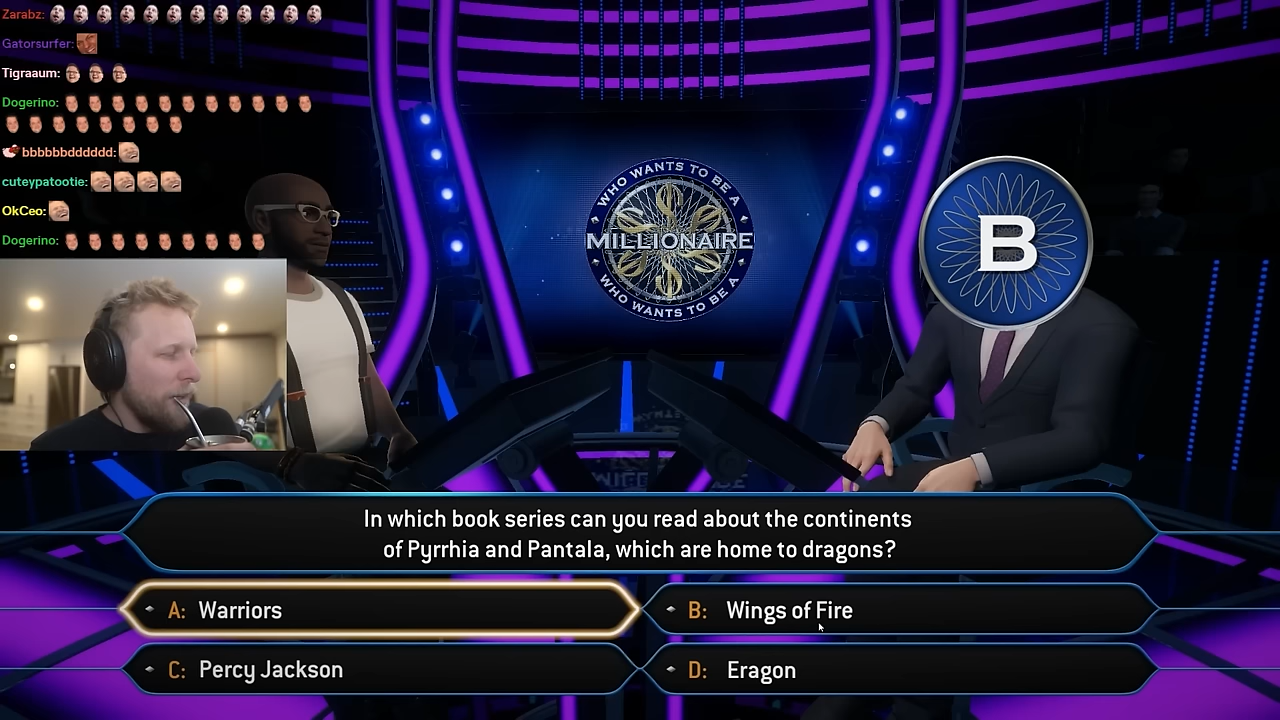 Zarabz:
Gatorsurfer:
Tigraaum:
Dogerino:
bbbbbbdddddd:
cuteypatootie:
OkCeo:
Dogerino:
WHO WANTS TO BE A
MILLIONAIRE
WHO WANTS TO BE A
B
In which book series can you read about the continents
of Pyrrhia and Pantala, which are home to dragons?
A: Warriors
B: Wings of Fire
C: Percy Jackson
D: Eragon